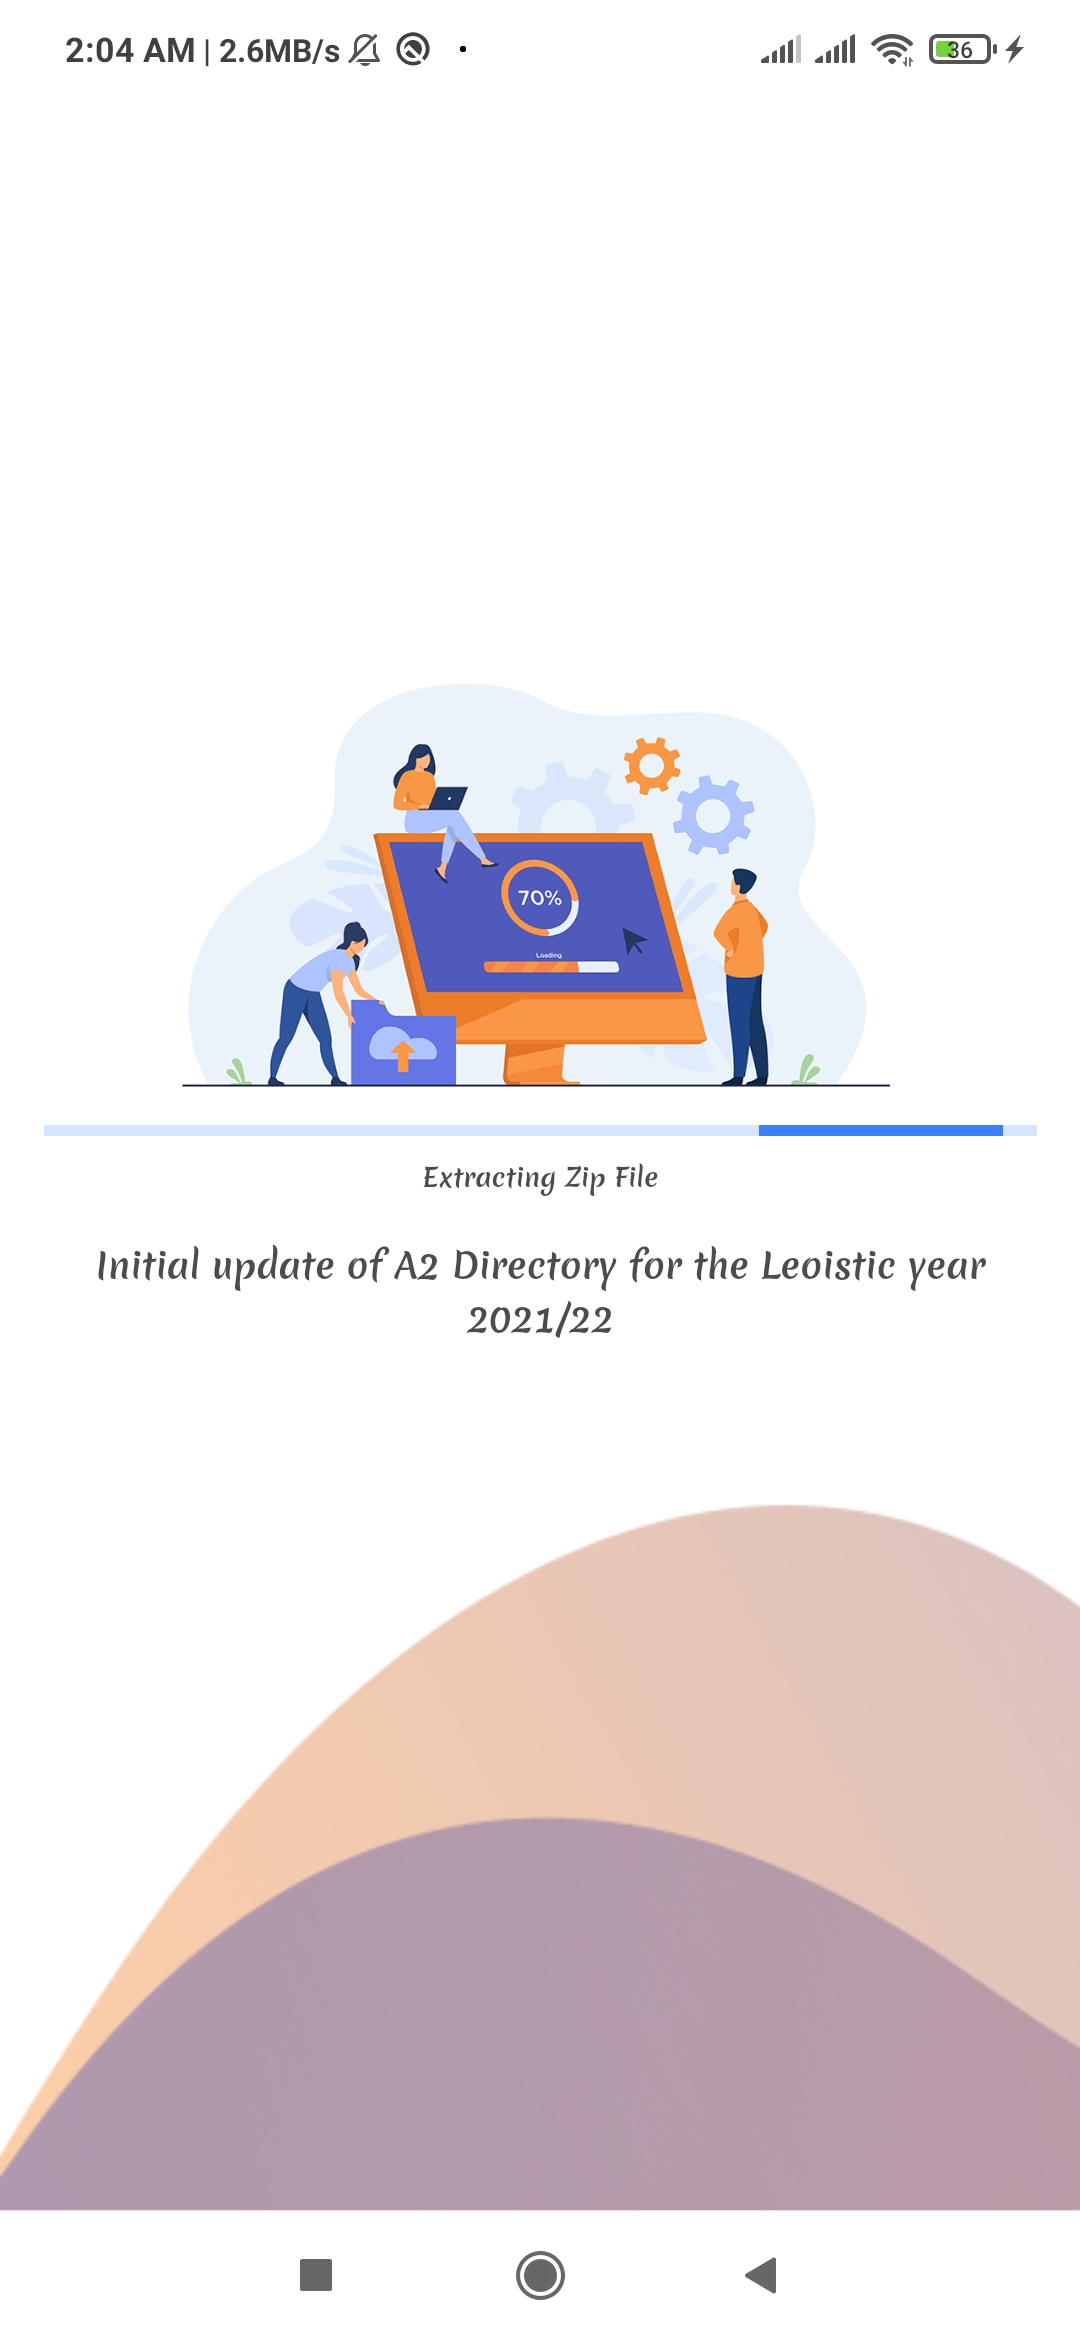 2:04 AM | 2.6MB/s 36
70%
Loading
Extracting Zip File
Initial update of A2 Directory for the Leoistic year
2021/22